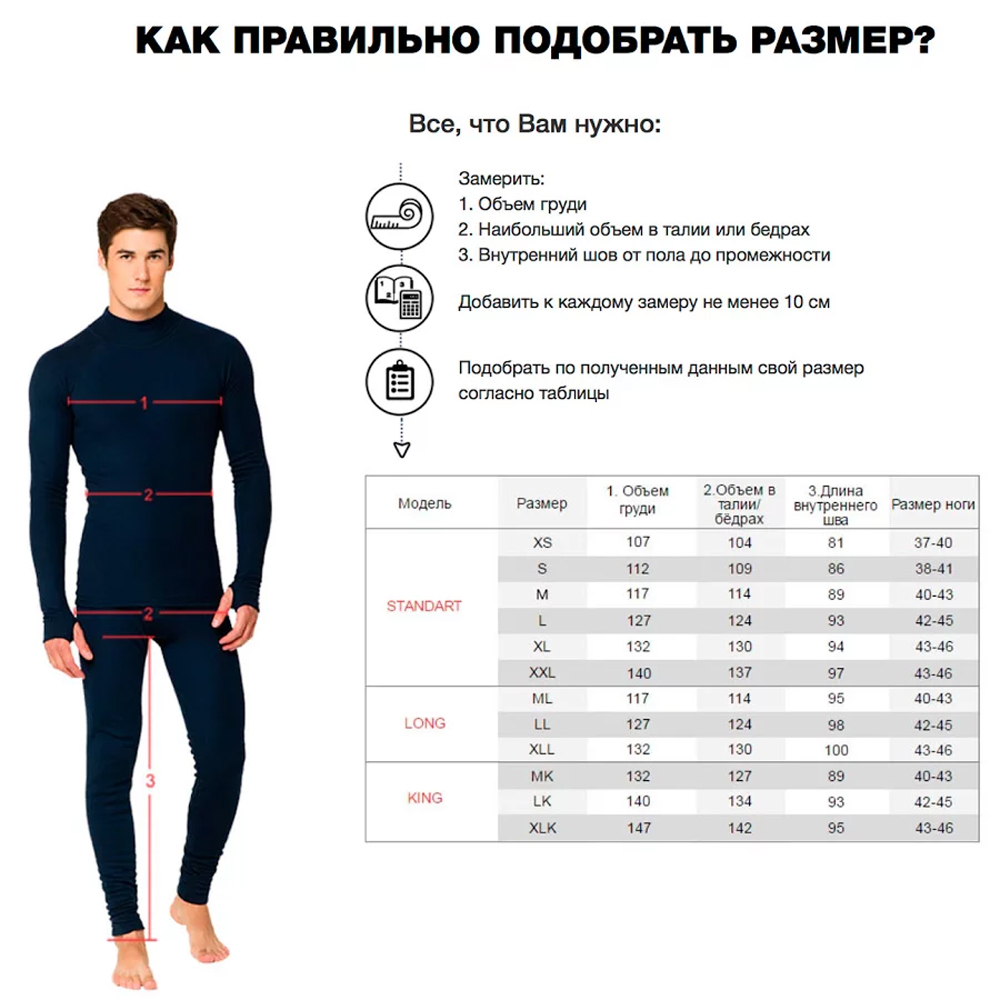 КАК ПРАВИЛЬНО ПОДОБРАТЬ РАЗМЕР?
Все, что Вам нужно:
Замерить:
1. Объем груди
2. Наибольший объем в талии или бедрах
3. Внутренний шов от пола до промежности
Добавить к каждому замеру не менее 10 см
Подобрать по полученным данным свой размер
согласно таблицы
1
2
2
3
Модель Размер 1. Объем груди 2.Объем в талии/бёдрах 3.Длина внутреннего шва Размер ноги
STANDART
XS 107 104 81 37-40
S 112 109 86 38-41
M 117 114 89 40-43
L 127 124 93 42-45
XL 132 130 94 43-46
XXL 140 137 97 43-46
LONG
ML 117 114 95 40-43
LL 127 124 98 42-45
XLL 132 130 100 43-46
KING
MK 132 127 89 40-43
LK 140 134 93 42-45
XLK 147 142 95 43-46